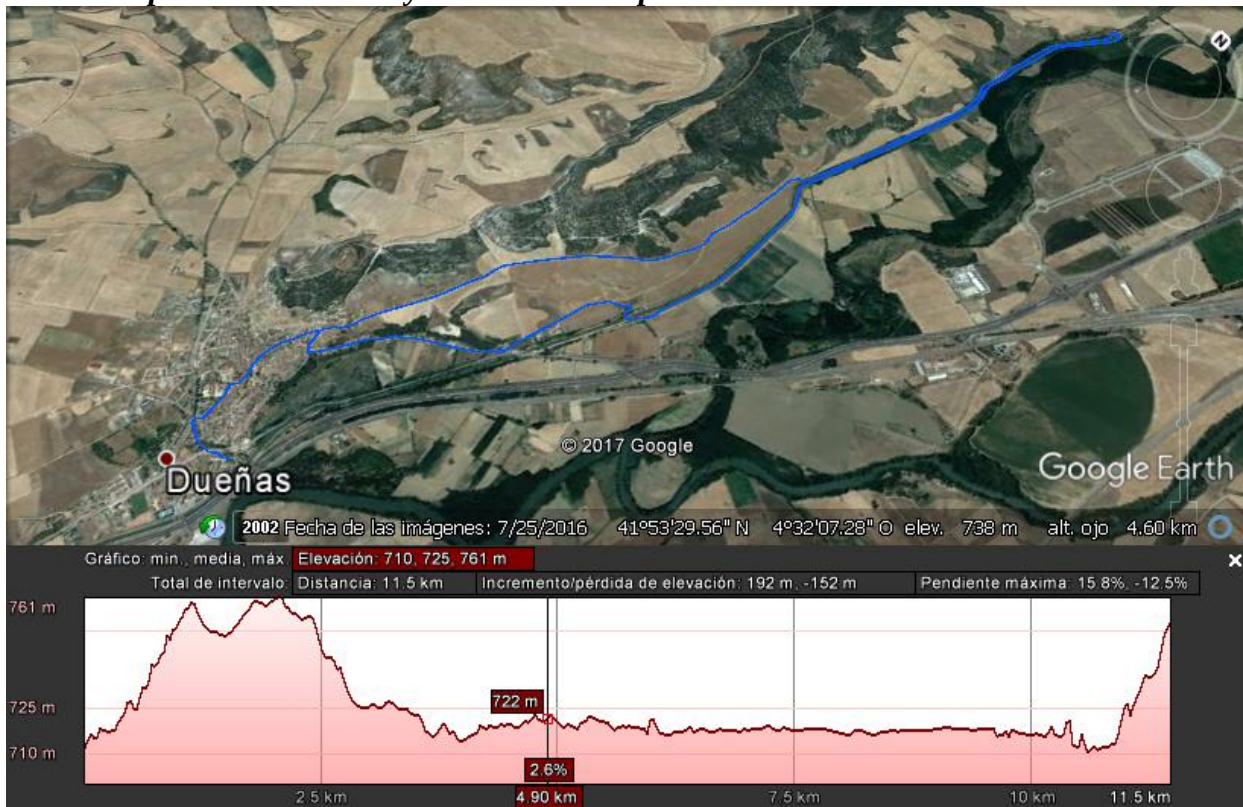 Dueñas
© 2017 Google
Google Earth
N
2002 Fecha de las imágenes: 7/25/2016 41°53'29.56" N 4°32'07.28" O elev. 738 m alt. ojo 4.60 km
Gráfico: min., media, máx Elevación: 710, 725, 761 m
Total de intervalo: Distancia: 11.5 km Incremento/pérdida de elevación: 192 m, -152 m Pendiente máxima: 15.8%, -12.5%
761 m
725 m
710 m
722 m
2.6%
2.5 km 4.90 km 7.5 km 10 km 11.5 km